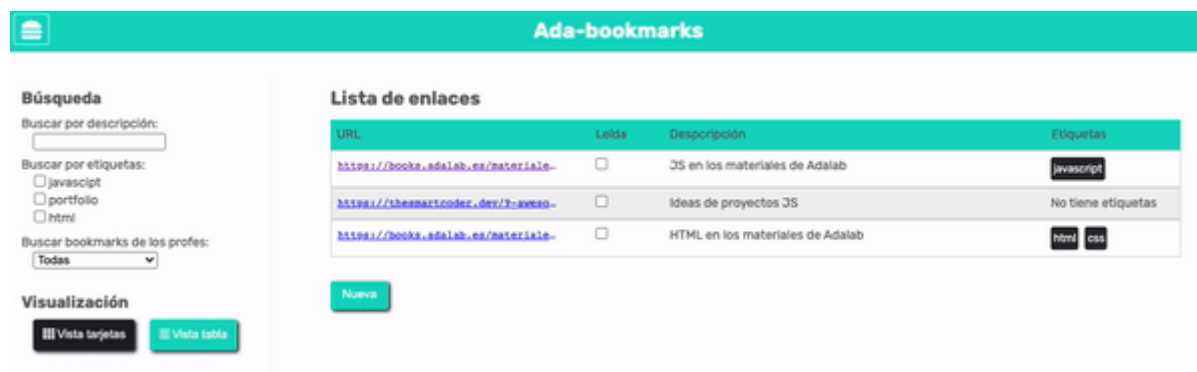 Ada-bookmarks
Búsqueda
Buscar por descripción:
Buscar por etiquetas:
javascipt
portfolio
html
Buscar bookmarks de los profes:
Todas
Visualización
Vista tarjetas
Vista tabla
Lista de enlaces
URL Leída Desporipción Etiquetas
https://books.adalab.es/materiale… JS en los materiales de Adalab javascript
https://thesmartcoder.dev/9-aweso… Ideas de proyectos JS No tiene etiquetas
https://books.adalab.es/materiale… HTML en los materiales de Adalab html css
Nueva